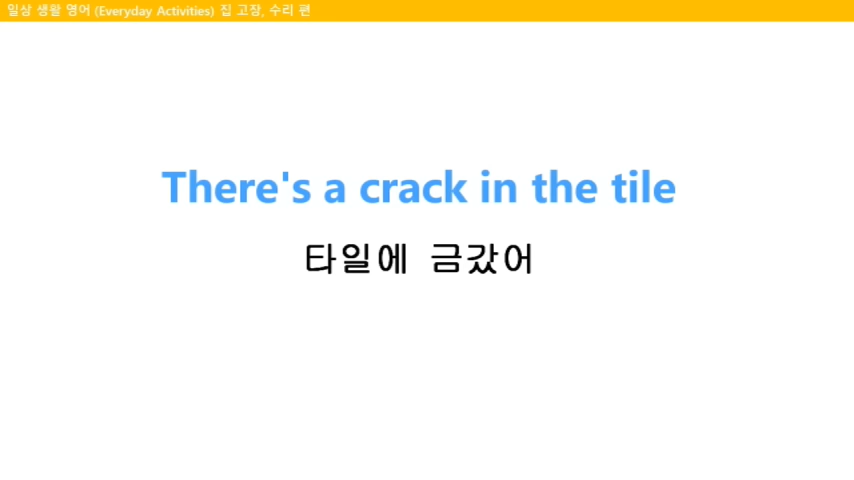 일상 생활 영어 (Everyday Activities) 집 고장, 수리 편
There's a crack in the tile
타일에 금갔어